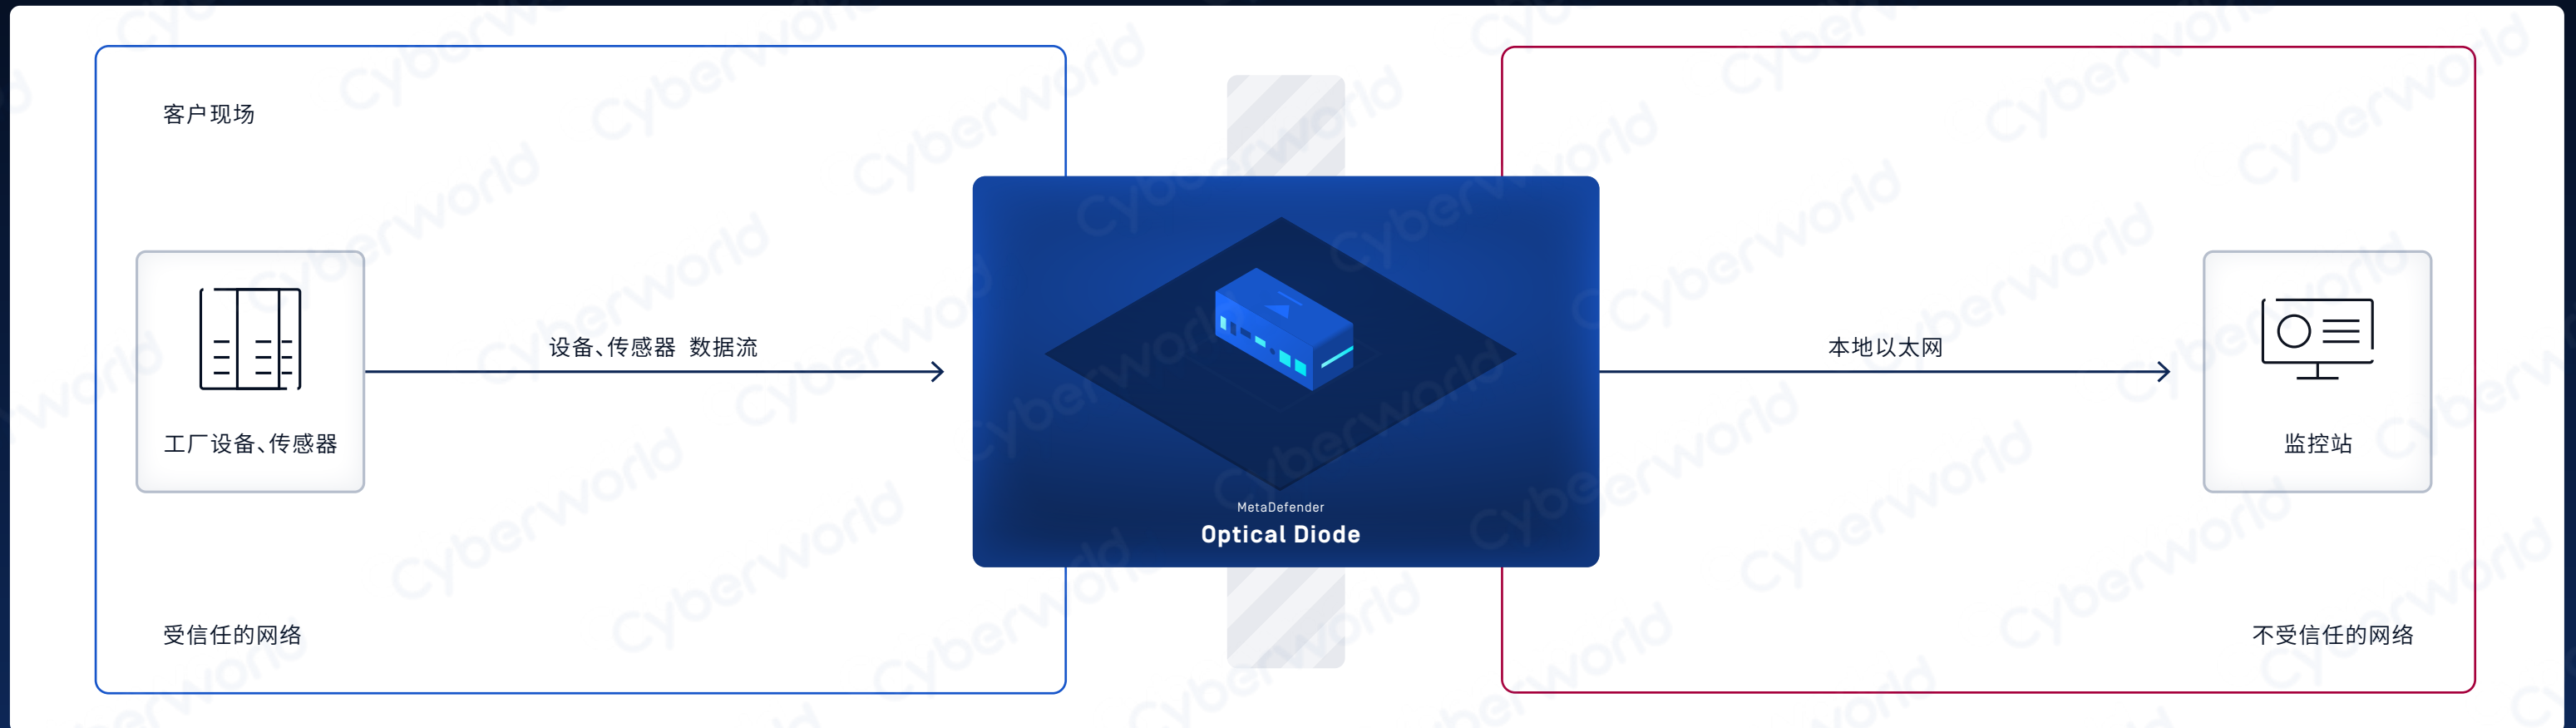 客户现场
工厂设备、传感器
设备、传感器 数据流
受信任的网络
MetaDefender
Optical Diode
本地以太网
监控站
不受信任的网络
Cyberworld